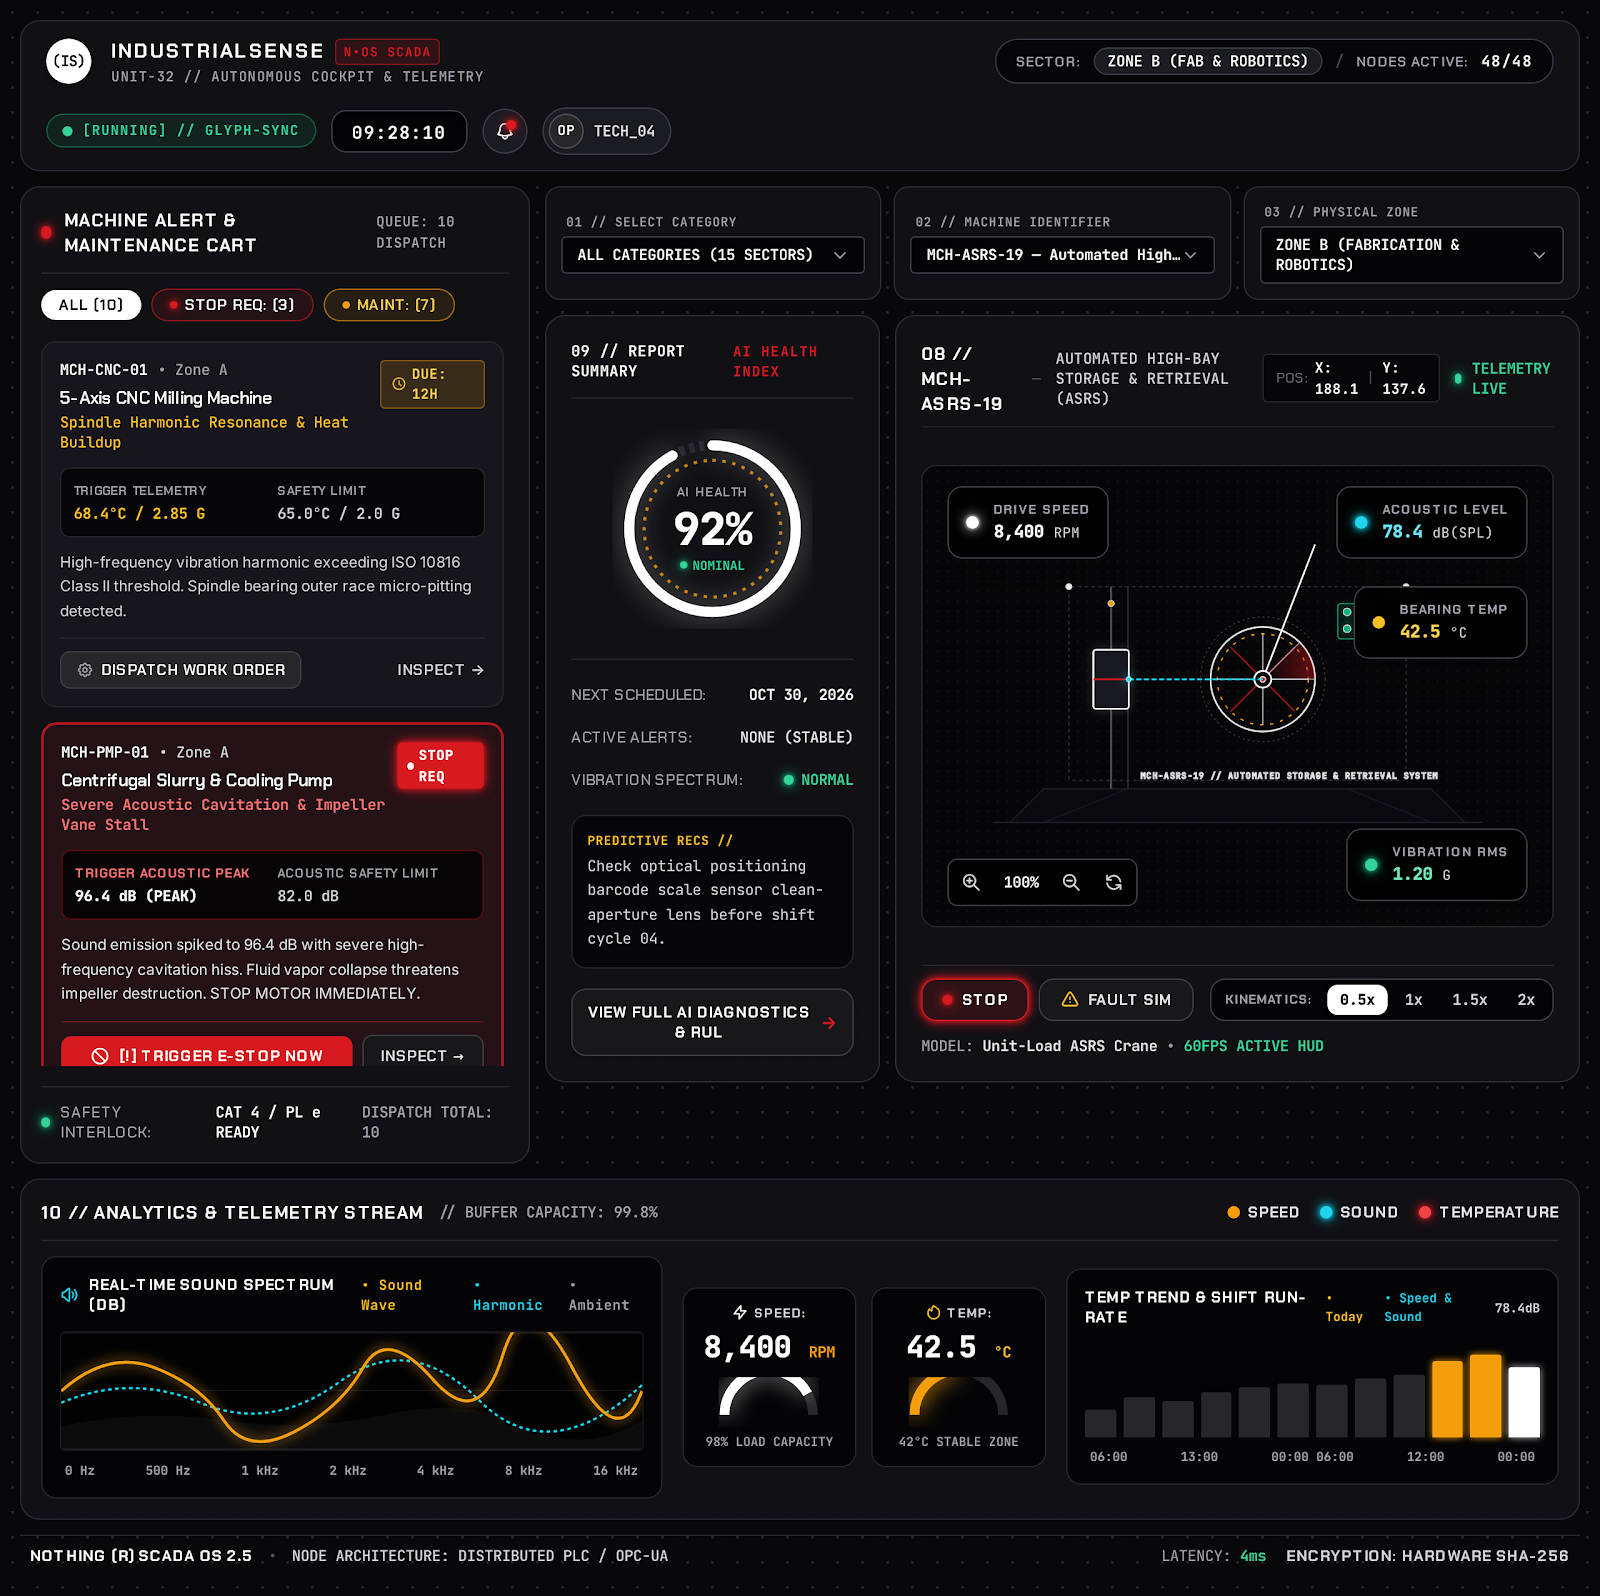 (IS)
INDUSTRIALSENSE
N•OS SCADA
UNIT-32 // AUTONOMOUS COCKPIT & TELEMETRY
SECTOR: ZONE B (FAB & ROBOTICS) / NODES ACTIVE: 48/48
[RUNNING] // GLYPH-SYNC
09:28:10
OP TECH_04
MACHINE ALERT &
MAINTENANCE CART
QUEUE: 10
DISPATCH
ALL (10)
STOP REQ: (3)
MAINT: (7)
MCH-CNC-01 • Zone A
5-Axis CNC Milling Machine
Spindle Harmonic Resonance & Heat
Buildup
DUE:
12H
TRIGGER TELEMETRY
68.4°C / 2.85 G
SAFETY LIMIT
65.0°C / 2.0 G
High-frequency vibration harmonic exceeding ISO 10816
Class II threshold. Spindle bearing outer race micro-pitting
detected.
DISPATCH WORK ORDER
INSPECT →
MCH-PMP-01 • Zone A
Centrifugal Slurry & Cooling Pump
Severe Acoustic Cavitation & Impeller
Vane Stall
STOP
REQ
TRIGGER ACOUSTIC PEAK
96.4 dB (PEAK)
ACOUSTIC SAFETY LIMIT
82.0 dB
Sound emission spiked to 96.4 dB with severe high-
frequency cavitation hiss. Fluid vapor collapse threatens
impeller destruction. STOP MOTOR IMMEDIATELY.
[!] TRIGGER E-STOP NOW
INSPECT →
SAFETY
INTERLOCK:
CAT 4 / PL e
READY
DISPATCH TOTAL:
10
01 // SELECT CATEGORY
ALL CATEGORIES (15 SECTORS)
02 // MACHINE IDENTIFIER
MCH-ASRS-19 — Automated High…
03 // PHYSICAL ZONE
ZONE B (FABRICATION &
ROBOTICS)
09 // REPORT
SUMMARY
AI HEALTH
INDEX
AI HEALTH
92%
NOMINAL
NEXT SCHEDULED: OCT 30, 2026
ACTIVE ALERTS: NONE (STABLE)
VIBRATION SPECTRUM: NORMAL
PREDICTIVE RECS //
Check optical positioning
barcode scale sensor clean-
aperture lens before shift
cycle 04.
VIEW FULL AI DIAGNOSTICS
& RUL
→
08 //
MCH-
ASRS-19
—
AUTOMATED HIGH-BAY
STORAGE & RETRIEVAL
(ASRS)
POS: X:
188.1
| Y:
137.6
TELEMETRY
LIVE
DRIVE SPEED
8,400 RPM
ACOUSTIC LEVEL
78.4 dB(SPL)
BEARING TEMP
42.5 °C
MCH-ASRS-19 // AUTOMATED STORAGE & RETRIEVAL SYSTEM
VIBRATION RMS
1.20 G
100%
STOP
FAULT SIM
KINEMATICS: 0.5x 1x 1.5x 2x
MODEL: Unit-Load ASRS Crane • 60FPS ACTIVE HUD
10 // ANALYTICS & TELEMETRY STREAM // BUFFER CAPACITY: 99.8%
SPEED SOUND TEMPERATURE
REAL-TIME SOUND SPECTRUM
(DB)
• Sound
Wave
•
Harmonic
•
Ambient
0 Hz 500 Hz 1 kHz 2 kHz 4 kHz 8 kHz 16 kHz
SPEED:
8,400 RPM
98% LOAD CAPACITY
TEMP:
42.5 °C
42°C STABLE ZONE
TEMP TREND & SHIFT RUN-
RATE
•
Today
• Speed &
Sound
78.4dB
06:00 13:00 00:00 06:00 12:00 00:00
NOTHING (R) SCADA OS 2.5 • NODE ARCHITECTURE: DISTRIBUTED PLC / OPC-UA
LATENCY: 4ms ENCRYPTION: HARDWARE SHA-256